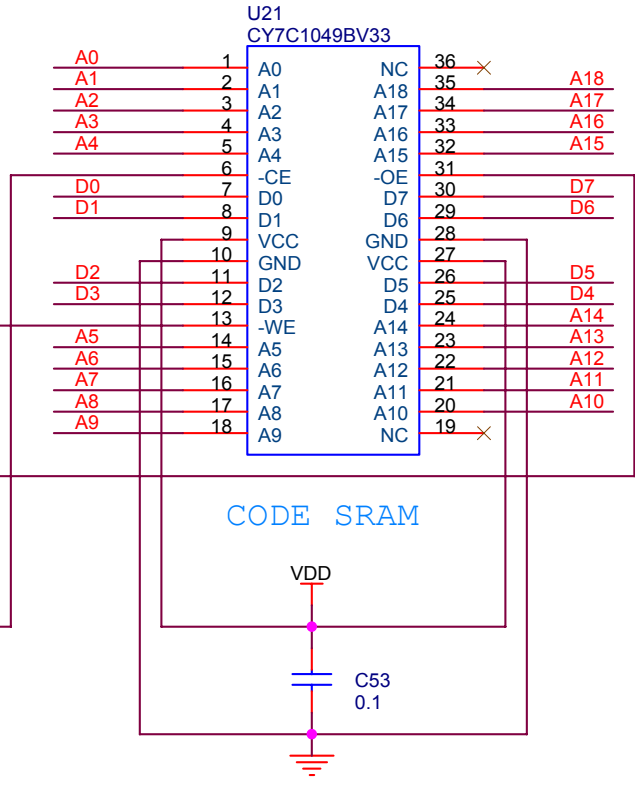 U21
CY7C1049BV33
A0 1 A0 NC 36
A1 2 A1 A18 35 A18
A2 3 A2 A17 34 A17
A3 4 A3 A16 33 A16
A4 5 A4 A15 32 A15
6 -CE -OE 31
D0 7 D0 D7 30 D7
D1 8 D1 D6 29 D6
9 VCC GND 28
10 GND VCC 27
D2 11 D2 D5 26 D5
D3 12 D3 D4 25 D4
13 -WE A14 24 A14
A5 14 A5 A13 23 A13
A6 15 A6 A12 22 A12
A7 16 A7 A11 21 A11
A8 17 A8 A10 20 A10
A9 18 A9 NC 19
CODE SRAM
VDD
C53
0.1